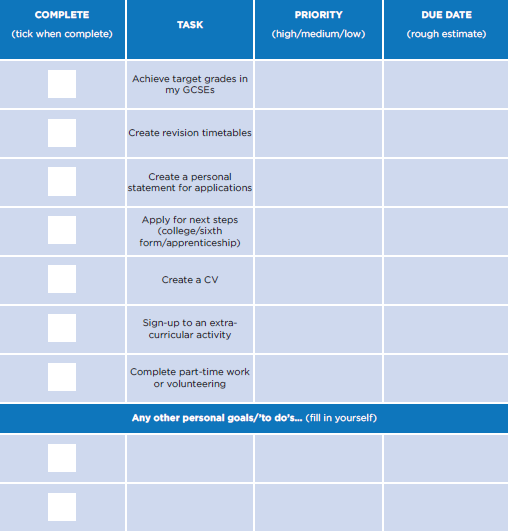 COMPLETE
(tick when complete)
TASK
PRIORITY
(high/medium/low)
DUE DATE
(rough estimate)
Achieve target grades in
my GCSEs
Create revision timetables
Create a personal
statement for applications
Apply for next steps
(college/sixth
form/apprenticeship)
Create a CV
Sign-up to an extra-
curricular activity
Complete part-time work
or volunteering
Any other personal goals/'to do's... (fill in yourself)